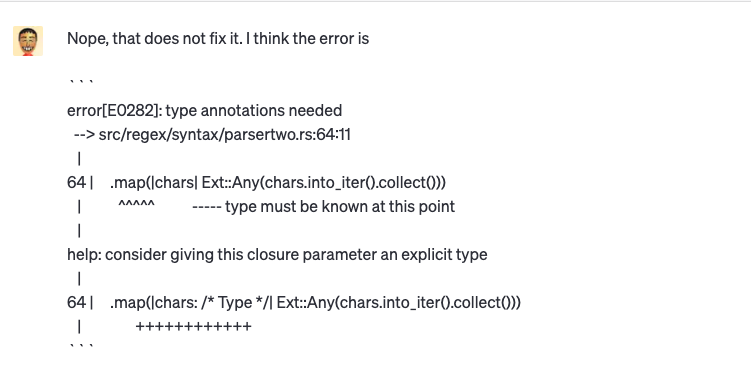 Nope, that does not fix it. I think the error is
```
error[E0282]: type annotations needed
--> src/regex/syntax/parsertwo.rs:64:11
|
64 |    .map(|chars| Ext::Any(chars.into_iter().collect()))
|         ^^^^^         ----- type must be known at this point
|
help: consider giving this closure parameter an explicit type
|
64 |    .map(|chars: /* Type */| Ext::Any(chars.into_iter().collect()))
|              ++++++++++++
```